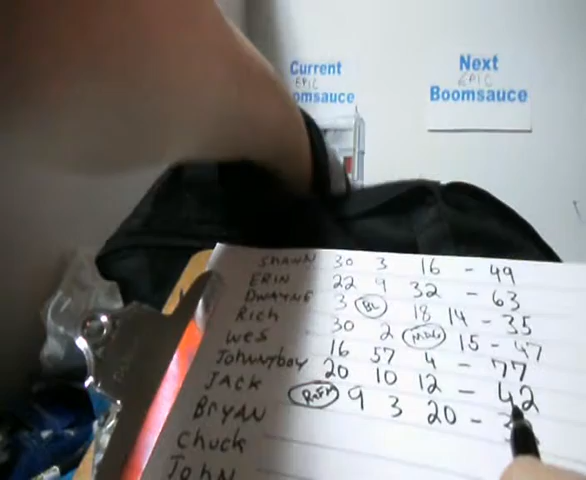 Current
EPIC
omsauce
Next
EPIC
Boomsauce
SHAWN 30 3 16 - 49
ERIN 22 9 32 - 63
DWAYNE 3 BL 18 14 - 35
Rich 30 2 15 - 47
WES 16 57 4 - 77
Johnnyboy 20 10 12 - 42
JACK 9 3 20 -
BRYAN
Chuck
JOHN